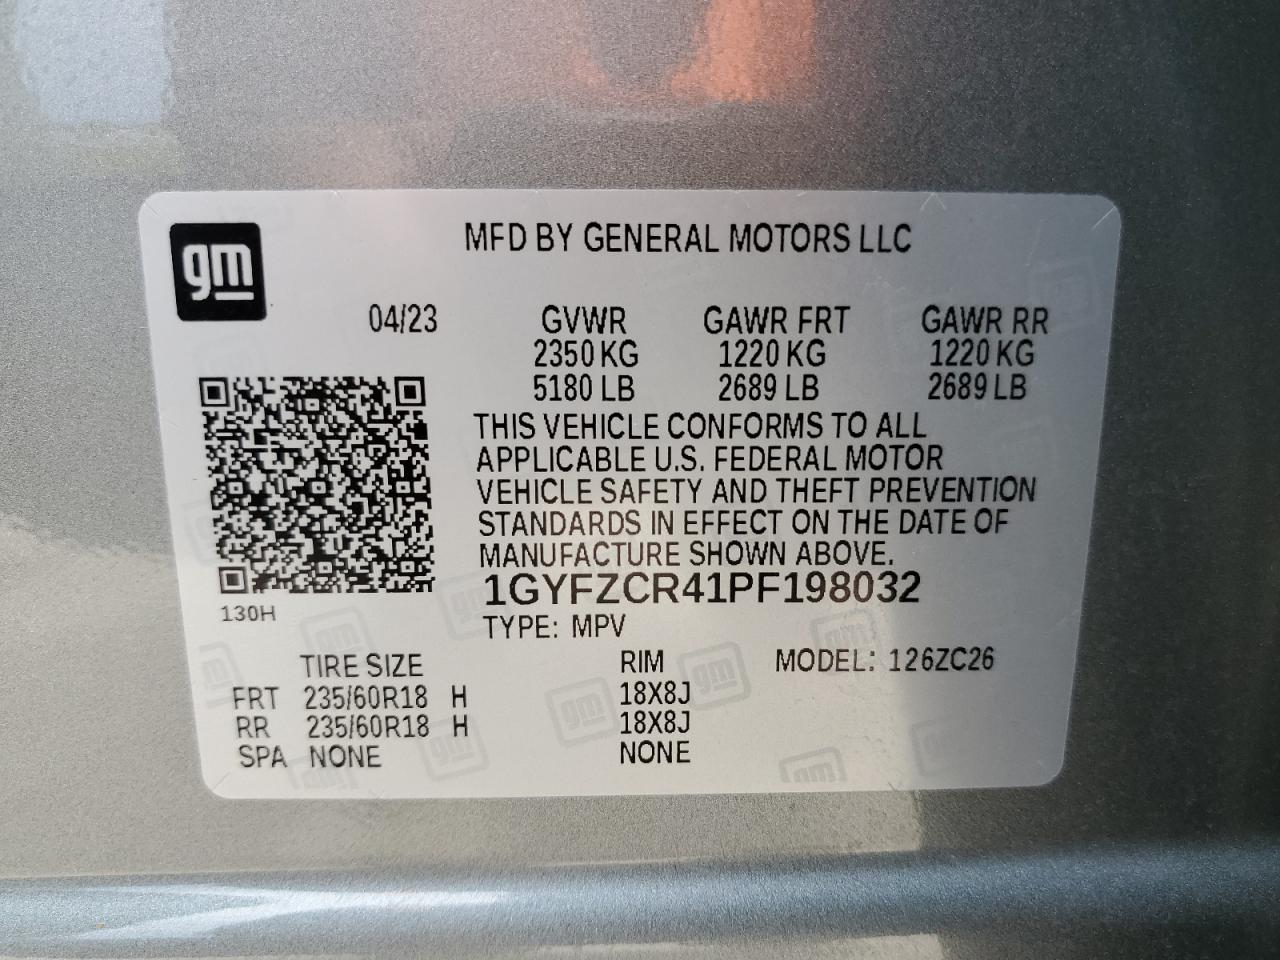 gm
MFD BY GENERAL MOTORS LLC
04/23 GVWR GAWR FRT GAWR RR
2350 KG 1220 KG 1220 KG
5180 LB 2689 LB 2689 LB
THIS VEHICLE CONFORMS TO ALL
APPLICABLE U.S. FEDERAL MOTOR
VEHICLE SAFETY AND THEFT PREVENTION
STANDARDS IN EFFECT ON THE DATE OF
MANUFACTURE SHOWN ABOVE.
1GYFZCR41PF198032
130H
TYPE: MPV
TIRE SIZE RIM MODEL: 126ZC26
FRT 235/60R18 H 18X8J
RR 235/60R18 H 18X8J
SPA NONE NONE